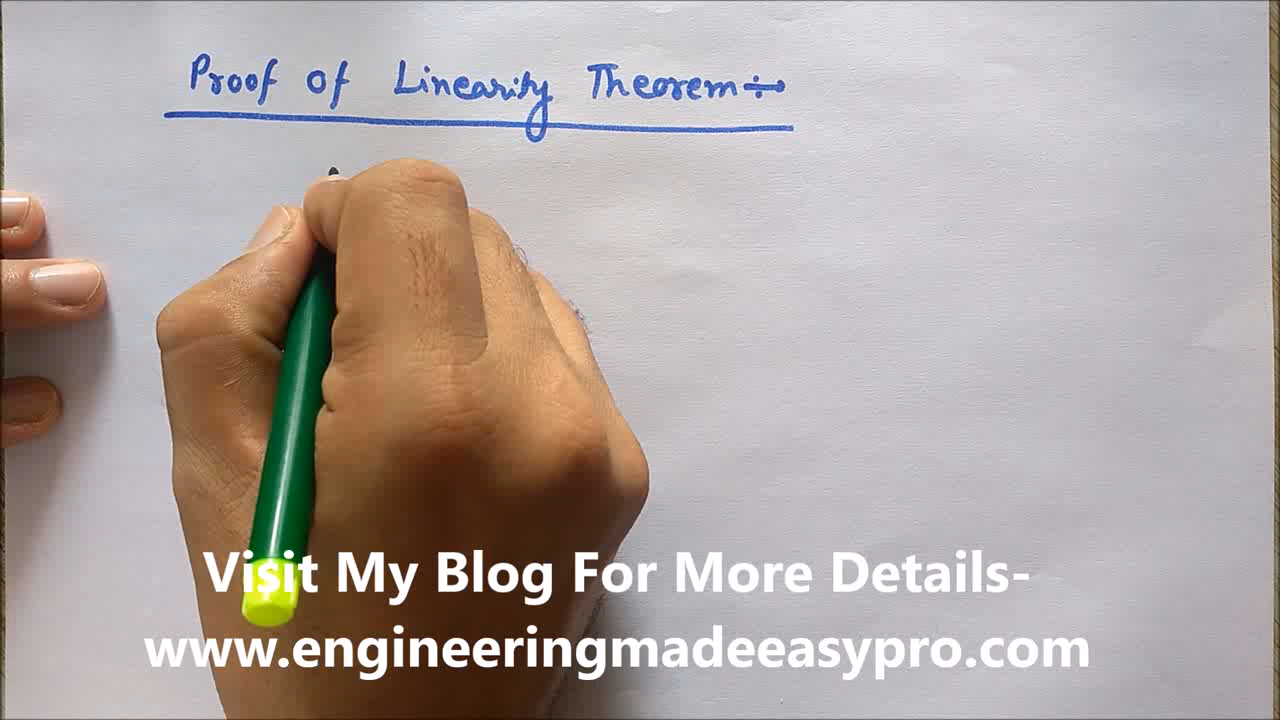 Proof of Linearity Theorem ÷→
Visit My Blog For More Details-
www.engineeringmadeeasypro.com